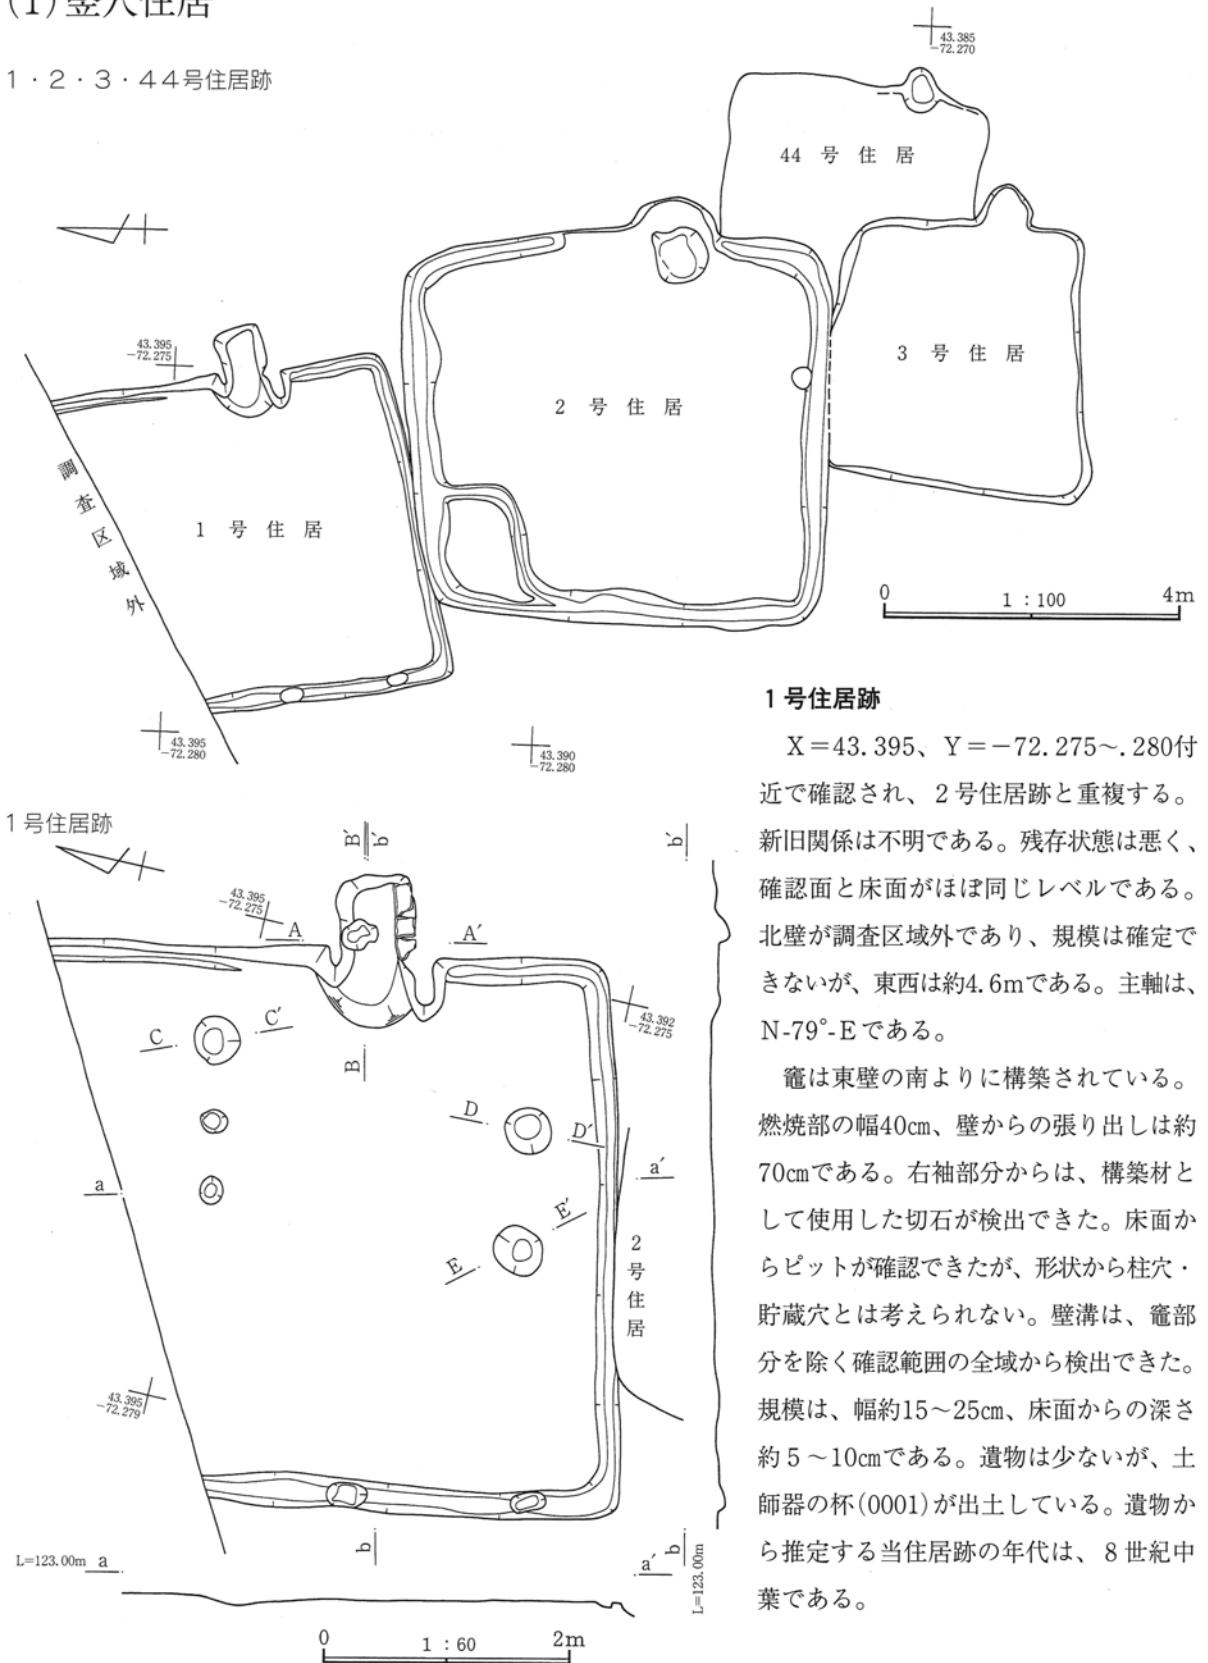 (1)竪穴住居
1・2・3・44号住居跡
43.385
−72.270
44 号 住 居
43.395
−72.275
3 号 住 居
2 号 住 居
調査区域外
1 号 住 居
0 1：100 4m
43.395
−72.280
43.390
−72.280
1号住居跡
B′ b′
b′
43.395
−72.275
A A′
C C′
43.392
−72.275
B
D D′
a a′
E E′
2号住居
43.395
−72.279
b
b
L=123.00m a
a′
L=123.00m
0 1：60 2m
1号住居跡
X＝43.395、Y＝−72.275～.280付
近で確認され、2号住居跡と重複する。
新旧関係は不明である。残存状態は悪く、
確認面と床面がほぼ同じレベルである。
北壁が調査区域外であり、規模は確定で
きないが、東西は約4.6mである。主軸は、
N-79°-Eである。
竈は東壁の南よりに構築されている。
燃焼部の幅40㎝、壁からの張り出しは約
70㎝である。右袖部分からは、構築材と
して使用した切石が検出できた。床面か
らピットが確認できたが、形状から柱穴・
貯蔵穴とは考えられない。壁溝は、竈部
分を除く確認範囲の全域から検出できた。
規模は、幅約15～25㎝、床面からの深さ
約5～10㎝である。遺物は少ないが、土
師器の杯(0001)が出土している。遺物か
ら推定する当住居跡の年代は、8世紀中
葉である。